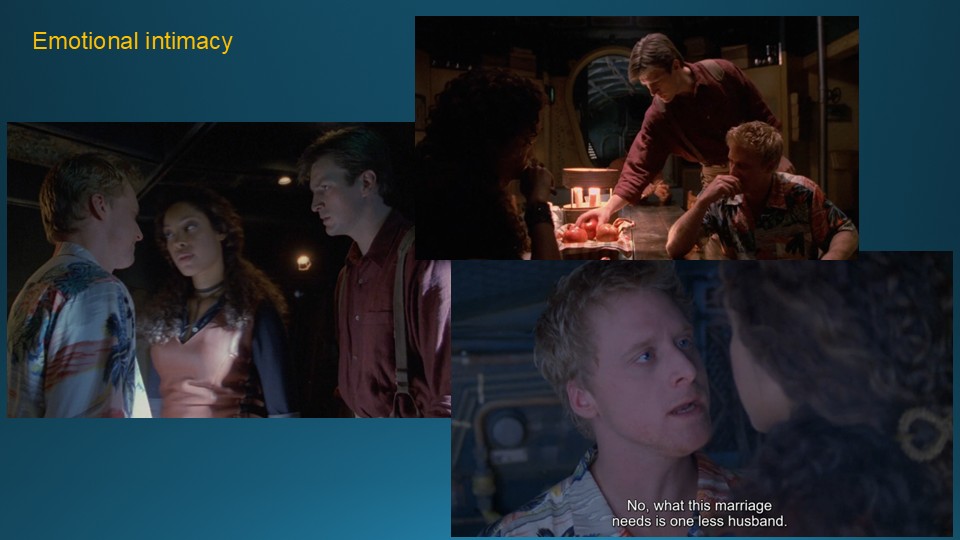 Emotional intimacy
No, what this marriage
needs is one less husband.